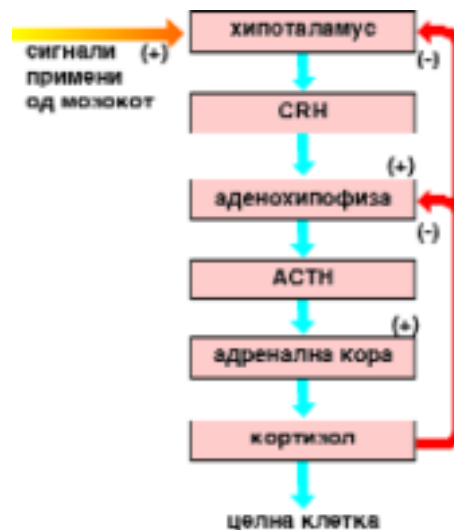 хипоталамус
сигнали (+)
примени
од мозокот
(-)
CRH
(+)
аденохипофиза
(-)
ACTH
(+)
адренална кора
кортизол
целна клетка